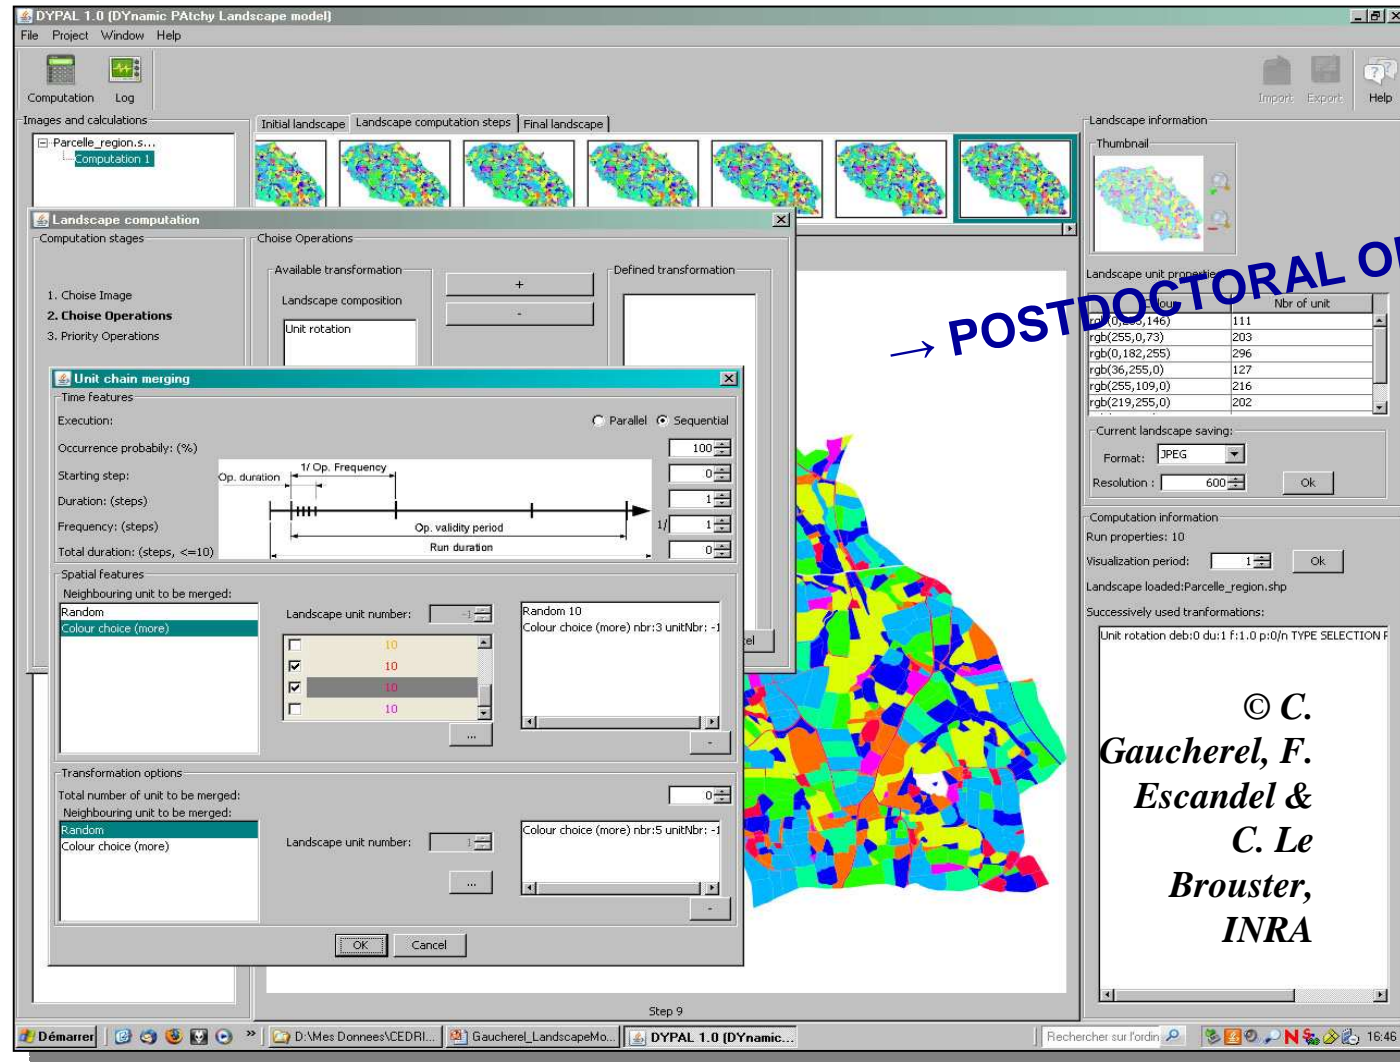 DYPAL 1.0 (DYnamic PAtchy Landscape model)
File Project Window Help
Computation Log
Import Export Help
Images and calculations
Parcelle_region.s...
Computation 1
Initial landscape Landscape computation steps Final landscape
Landscape computation
Computation stages
1. Choise Image
2. Choise Operations
3. Priority Operations
Choise Operations
Available transformation
Landscape composition
Unit rotation
+
-
Defined transformation
Unit chain merging
Time features
Execution: Parallel Sequential
Occurrence probabily: (%) 100
Starting step: 0
Duration: (steps) 1
Frequency: (steps) 1/ 1
Total duration: (steps, <=10) 0
Op. duration
1/ Op. Frequency
Op. validity period
Run duration
Spatial features
Neighbouring unit to be merged:
Random
Colour choice (more)
Landscape unit number: -1
10
10
10
10
...
Random 10
Colour choice (more) nbr:3 unitNbr: -1
-
Transformation options
Total number of unit to be merged: 0
Neighbouring unit to be merged:
Random
Colour choice (more)
Landscape unit number: 1
...
Colour choice (more) nbr:5 unitNbr: -1
-
OK Cancel
Step 9
→ POSTDOCTORAL
Landscape information
Thumbnail
Landscape unit properties
Colour Nbr of unit
111
rgb(255,0,73) 203
rgb(0,182,255) 296
rgb(36,255,0) 127
rgb(255,109,0) 216
rgb(219,255,0) 202
Current landscape saving:
Format: JPEG
Resolution : 600 Ok
Computation information
Run properties: 10
Visualization period: 1 Ok
Landscape loaded:Parcelle_region.shp
Successively used tranformations:
Unit rotation deb:0 du:1 f:1.0 p:0/n TYPE SELECTION
© C.
Gaucherel, F.
Escandel &
C. Le
Brouster,
INRA
Démarrer » D:\Mes Donnees\CEDRI... Gaucherel_LandscapeMo... DYPAL 1.0 (DYnamic... Rechercher sur l'ordin 16:46